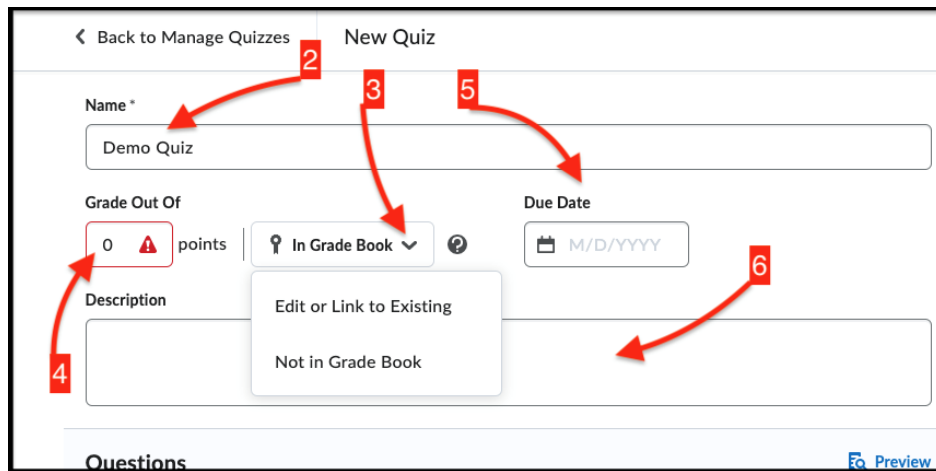 Back to Manage Quizzes New Quiz
2
3
5
Name *
Demo Quiz
Grade Out Of Due Date
0 points In Grade Book M/D/YYYY
6
Description
Edit or Link to Existing
Not in Grade Book
4
Questions Preview